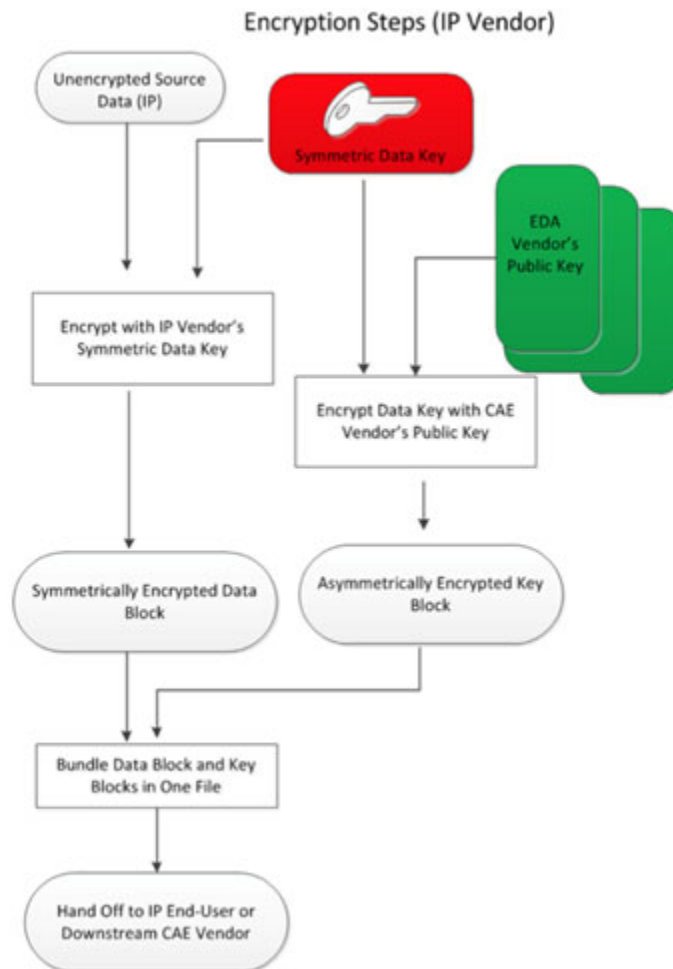 Encryption Steps (IP Vendor)
Unencrypted Source
Data (IP)
Symmetric Data Key
EDA
Vendor's
Public Key
Encrypt with IP Vendor's
Symmetric Data Key
Encrypt Data Key with CAE
Vendor's Public Key
Symmetrically Encrypted Data
Block
Asymmetrically Encrypted Key
Block
Bundle Data Block and Key
Blocks in One File
Hand Off to IP End-User or
Downstream CAE Vendor